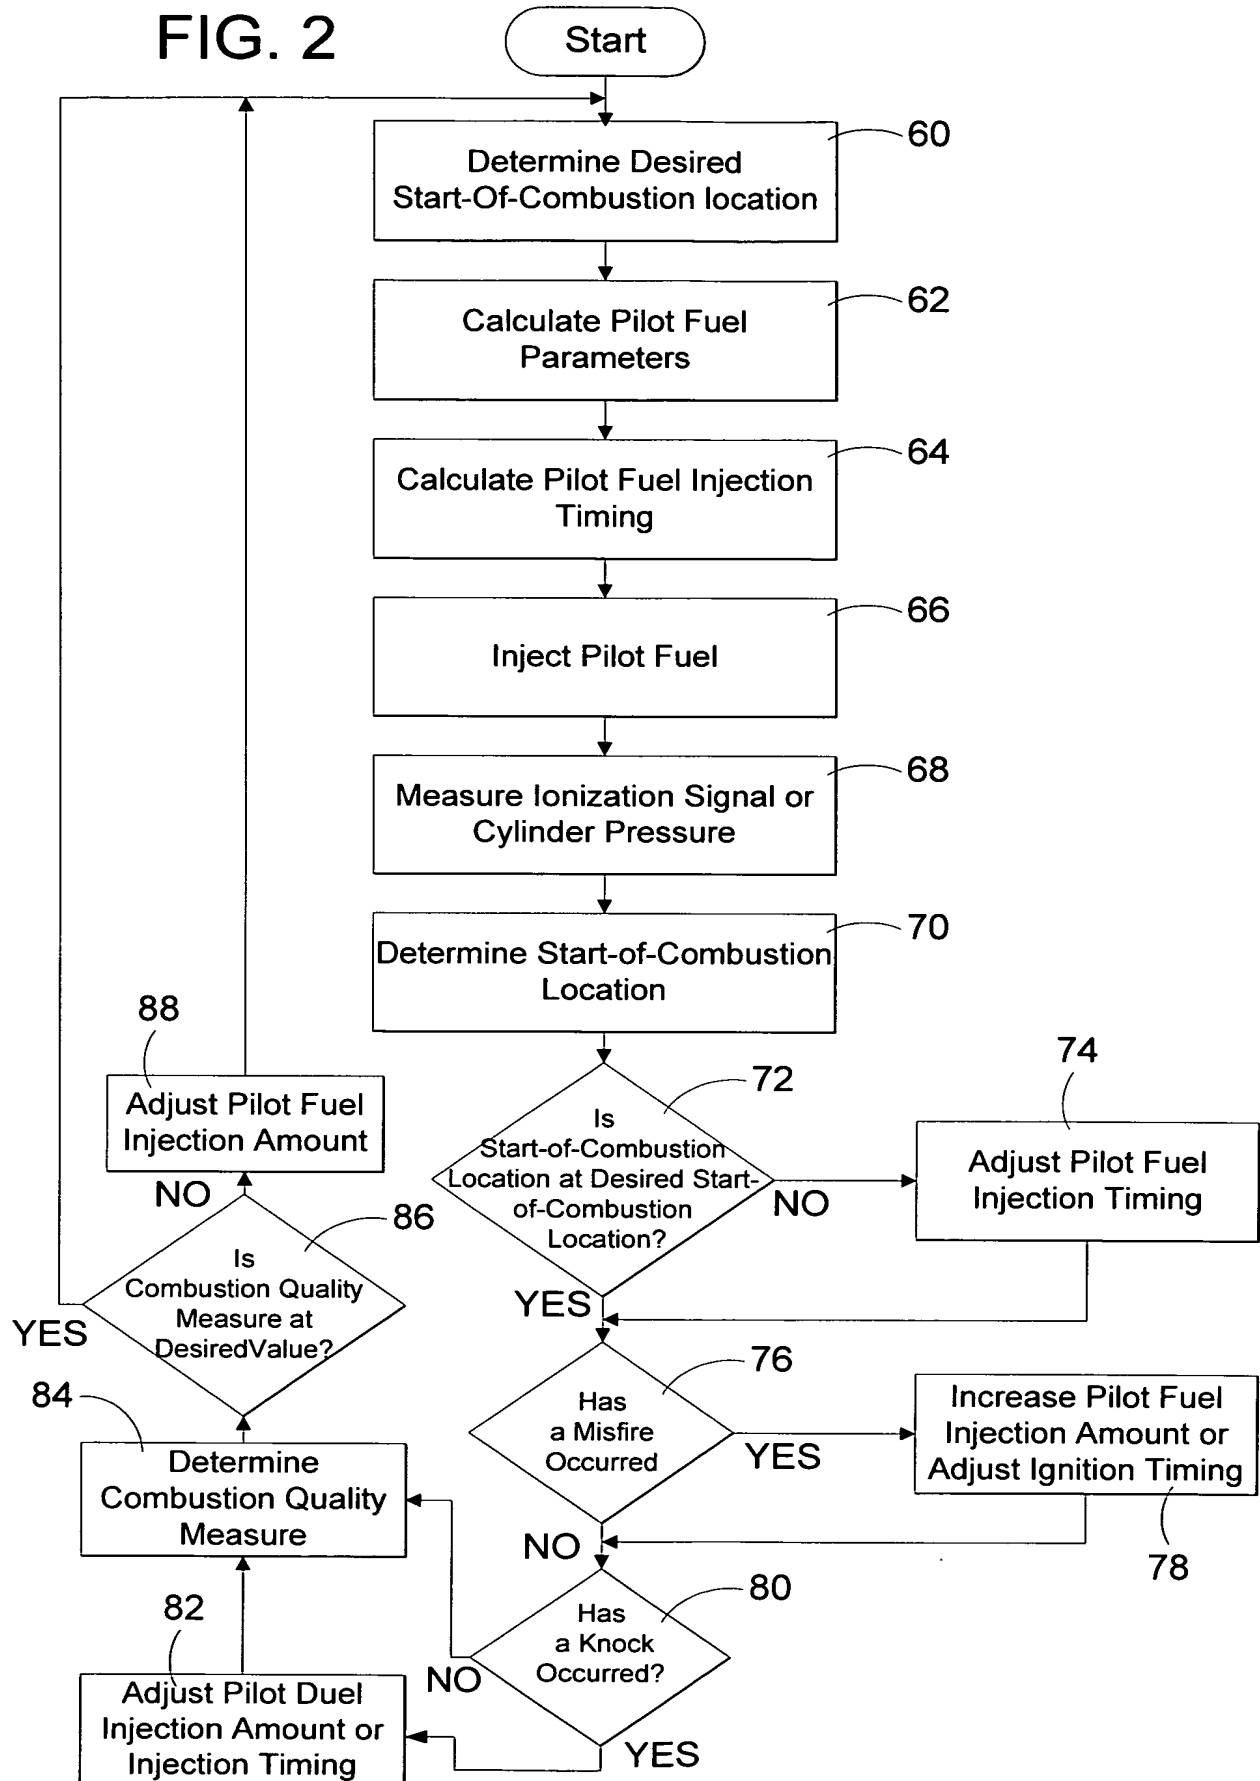 FIG. 2
Start
60
Determine Desired
Start-Of-Combustion location
62
Calculate Pilot Fuel
Parameters
64
Calculate Pilot Fuel Injection
Timing
66
Inject Pilot Fuel
68
Measure Ionization Signal or
Cylinder Pressure
70
Determine Start-of-Combustion
Location
72
Is
Start-of-Combustion
Location at Desired Start-
of-Combustion
Location?
NO
74
Adjust Pilot Fuel
Injection Timing
YES
76
Has
a Misfire
Occurred
YES
Increase Pilot Fuel
Injection Amount or
Adjust Ignition Timing
78
NO
80
Has
a Knock
Occurred?
NO
YES
82
Adjust Pilot Duel
Injection Amount or
Injection Timing
84
Determine
Combustion Quality
Measure
86
Is
Combustion Quality
Measure at
DesiredValue?
YES
NO
88
Adjust Pilot Fuel
Injection Amount